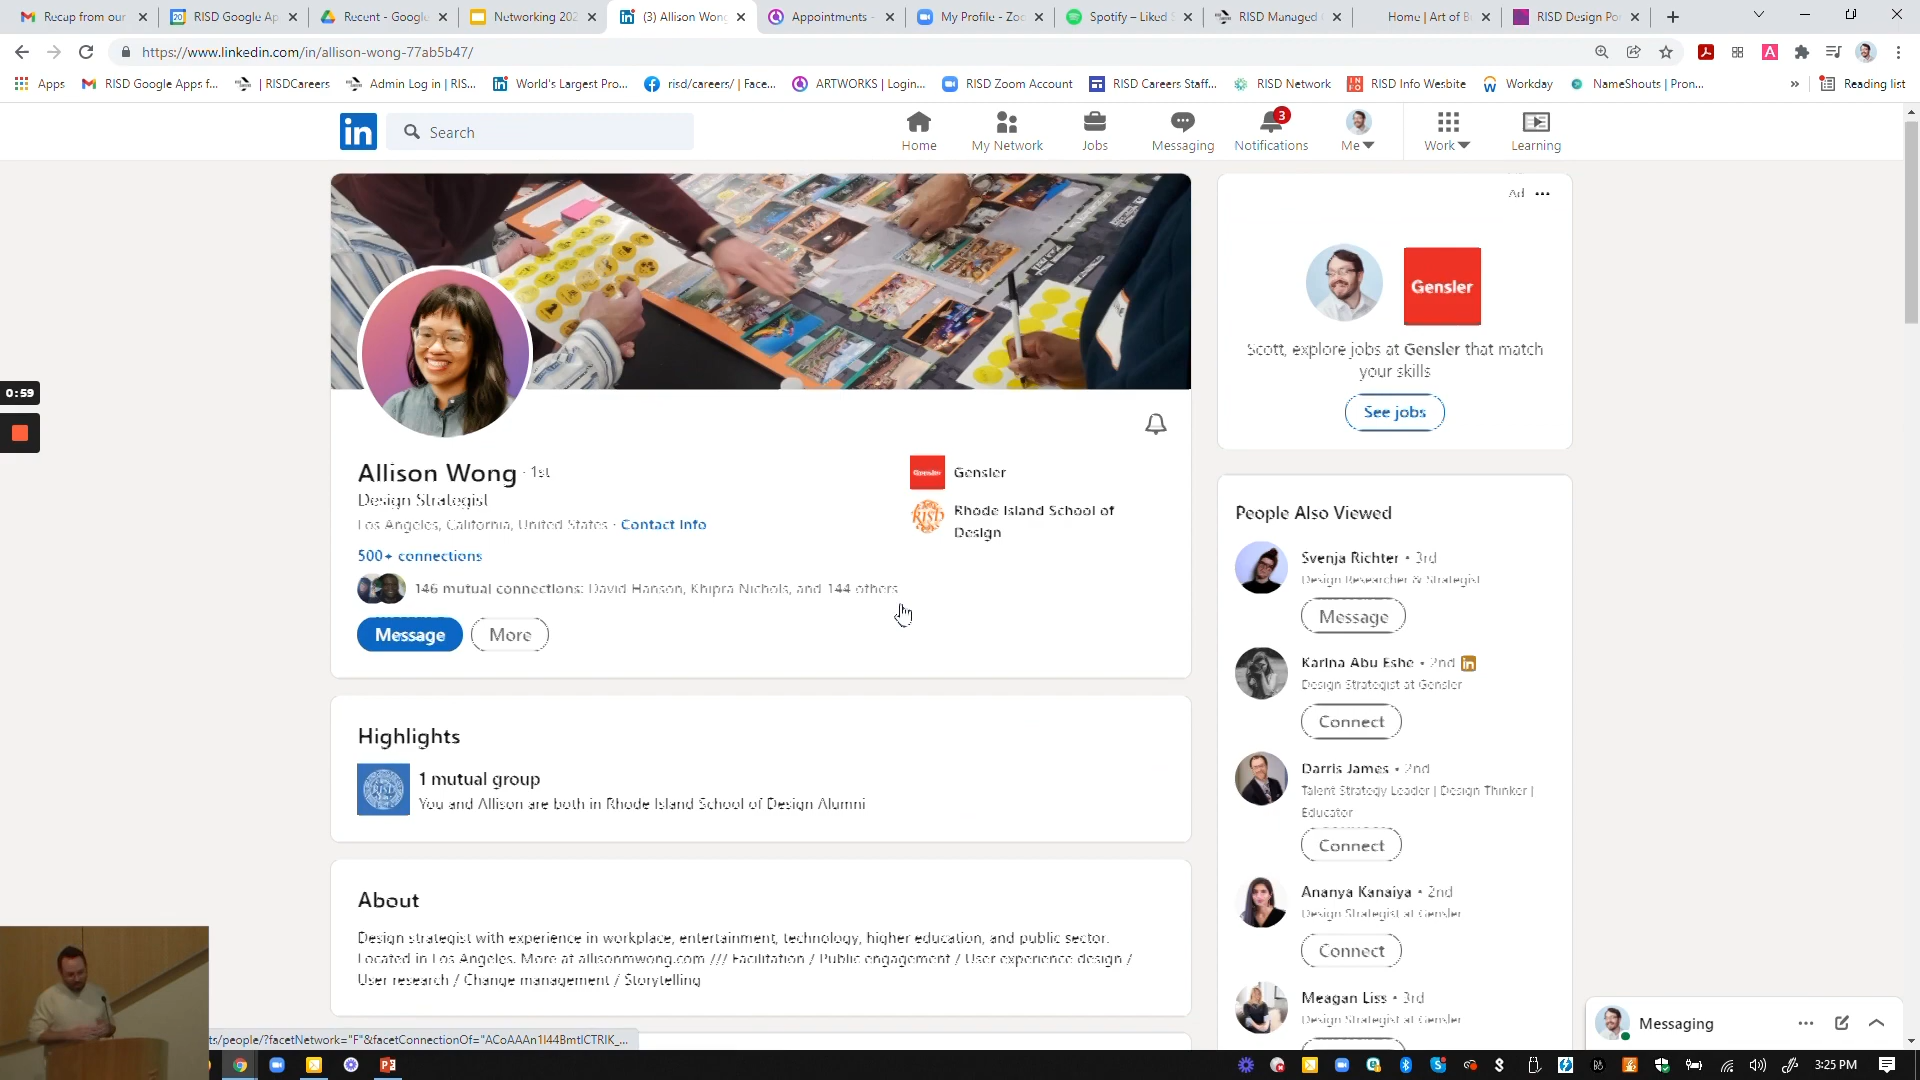 Recap from our
RISD Google Ap
Recent - Google
Networking 202
(3) Allison Wong
Appointments -
My Profile - Zoo
Spotify – Liked S
RISD Managed
Home | Art of B
RISD Design Po
https://www.linkedin.com/in/allison-wong-77ab5b47/
Apps
RISD Google Apps f...
| RISDCareers
Admin Log in | RIS...
World's Largest Pro...
risd/careers/ | Face...
ARTWORKS | Login...
RISD Zoom Account
RISD Careers Staff...
RISD Network
RISD Info Wesbite
Workday
NameShouts | Pron...
»
Reading list
in
Search
Home
My Network
Jobs
Messaging
3
Notifications
Me
Work
Learning
Ad
Gensler
Scott, explore jobs at Gensler that match
your skills
See jobs
0:59
Allison Wong · 1st
Design Strategist
Los Angeles, California, United States · Contact info
500+ connections
146 mutual connections: David Hanson, Khipra Nichols, and 144 others
Message
More
Gensler
Gensler
RISD
Rhode Island School of
Design
Highlights
RISD
1 mutual group
You and Allison are both in Rhode Island School of Design Alumni
About
Design strategist with experience in workplace, entertainment, technology, higher education, and public sector.
Located in Los Angeles. More at allisonmwong.com /// Facilitation / Public engagement / User experience design /
User research / Change management / Storytelling
People Also Viewed
Svenja Richter • 3rd
Design Researcher & Strategist
Message
Karina Abu Eshe • 2nd
Design Strategist at Gensler
Connect
Darris James • 2nd
Talent Strategy Leader | Design Thinker |
Educator
Connect
Ananya Kanaiya • 2nd
Design Strategist at Gensler
Connect
Meagan Liss • 3rd
Design Strategist at Gensler
Messaging
3:25 PM